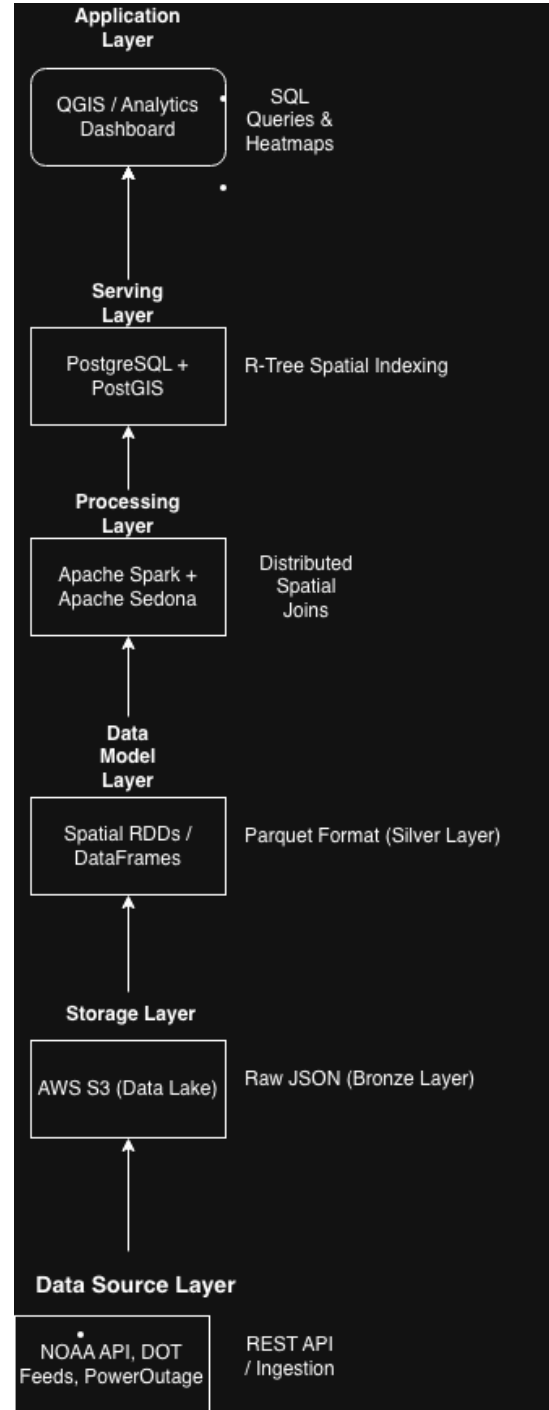 Application
Layer
QGIS / Analytics
Dashboard
SQL
Queries &
Heatmaps
Serving
Layer
PostgreSQL +
PostGIS
R-Tree Spatial Indexing
Processing
Layer
Apache Spark +
Apache Sedona
Distributed
Spatial
Joins
Data
Model
Layer
Spatial RDDs /
DataFrames
Parquet Format (Silver Layer)
Storage Layer
AWS S3 (Data Lake)
Raw JSON (Bronze Layer)
Data Source Layer
NOAA API, DOT
Feeds, PowerOutage
REST API
/ Ingestion